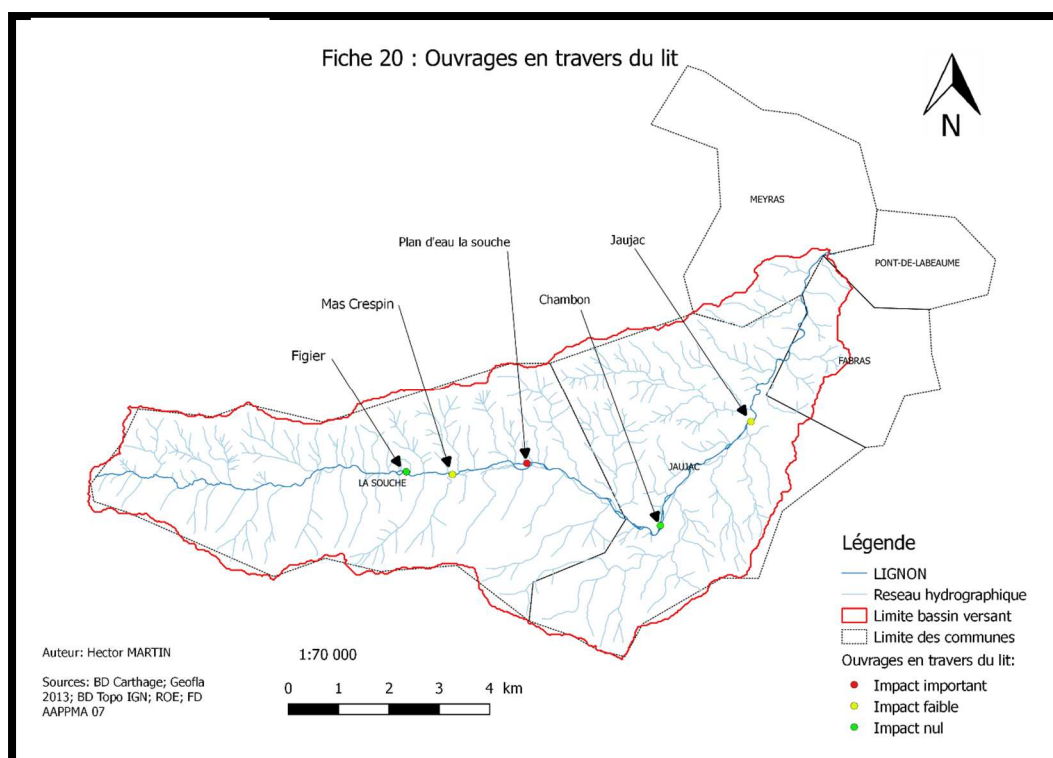 Fiche 20 : Ouvrages en travers du lit
N
MEYRAS
Plan d'eau la souche
Jaujac
PONT-DE-LABEAUME
Mas Crespin
Chambon
Figier
FABRAS
LA SOUCHE
JAUJAC
Légende
LIGNON
Reseau hydrographique
Limite bassin versant
Limite des communes
Ouvrages en travers du lit:
Impact important
Impact faible
Impact nul
Auteur: Hector MARTIN
1:70 000
Sources: BD Carthage; Geofla
2013; BD Topo IGN; ROE; FD
AAPPMA 07
0 1 2 3 4 km